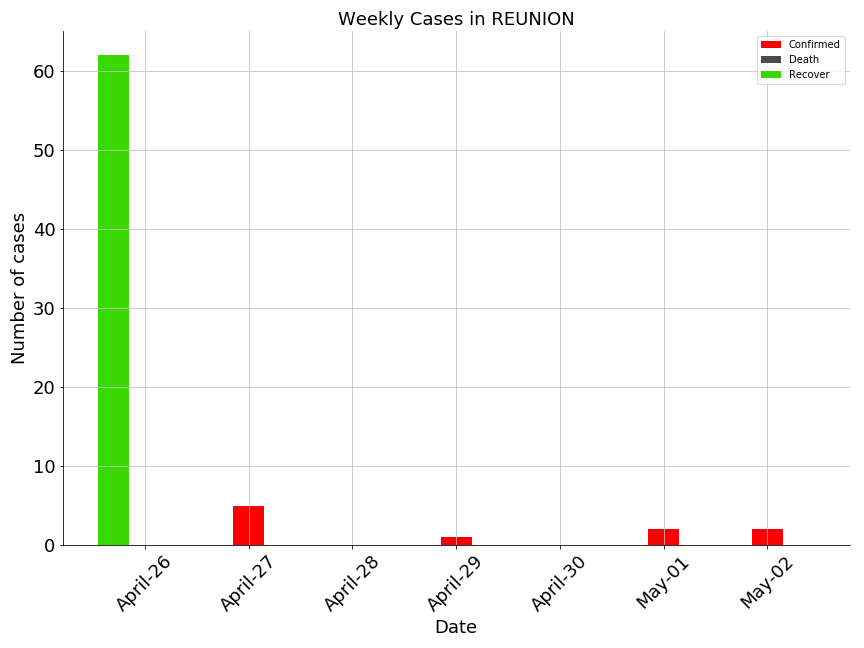 Weekly Cases in REUNION
Confirmed
Death
Recover
Number of cases
60
50
40
30
20
10
0
April-26
April-27
April-28
April-29
April-30
May-01
May-02
Date